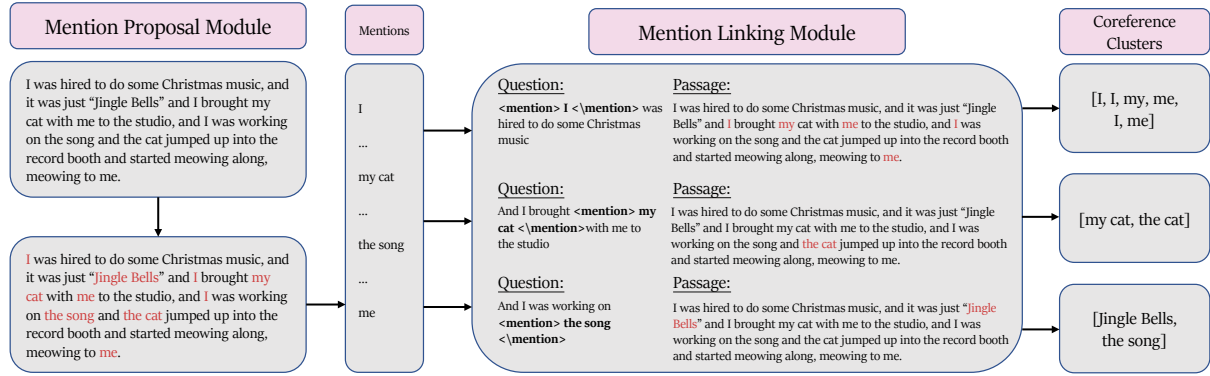 Mention Proposal Module
I was hired to do some Christmas music, and
it was just “Jingle Bells” and I brought my
cat with me to the studio, and I was working
on the song and the cat jumped up into the
record booth and started meowing along,
meowing to me.
I was hired to do some Christmas music, and
it was just “Jingle Bells” and I brought my
cat with me to the studio, and I was working
on the song and the cat jumped up into the
record booth and started meowing along,
meowing to me.
Mentions
I
...
my cat
...
the song
...
me
Mention Linking Module
Question:
<mention> I <\mention> was
hired to do some Christmas
music
Passage:
I was hired to do some Christmas music, and it was just “Jingle
Bells” and I brought my cat with me to the studio, and I was
working on the song and the cat jumped up into the record booth
and started meowing along, meowing to me.
Question:
And I brought <mention> my
cat <\mention>with me to
the studio
Passage:
I was hired to do some Christmas music, and it was just “Jingle
Bells” and I brought my cat with me to the studio, and I was
working on the song and the cat jumped up into the record booth
and started meowing along, meowing to me.
Question:
And I was working on
<mention> the song
<\mention>
Passage:
I was hired to do some Christmas music, and it was just “Jingle
Bells” and I brought my cat with me to the studio, and I was
working on the song and the cat jumped up into the record booth
and started meowing along, meowing to me.
Coreference
Clusters
[I, I, my, me,
I, me]
[my cat, the cat]
[Jingle Bells,
the song]